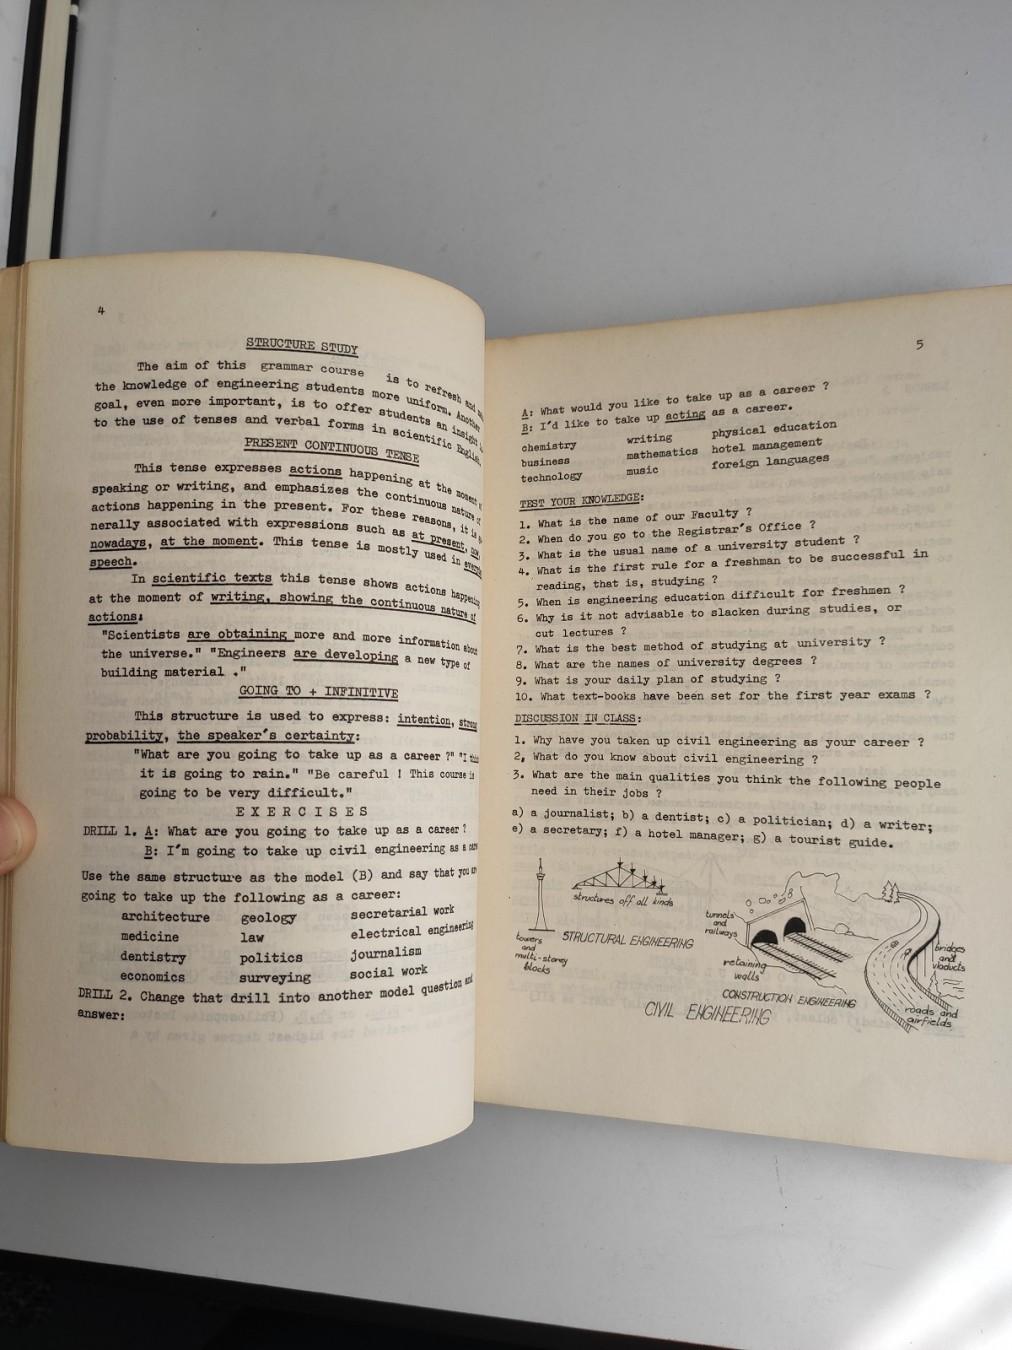 4
STRUCTURE STUDY
The aim of this grammar course is to refresh and
the knowledge of engineering students more uniform. Another
goal, even more important, is to offer students an insight
to the use of tenses and verbal forms in scientific English.
PRESENT CONTINUOUS TENSE
This tense expresses actions happening at the moment of
speaking or writing, and emphasizes the continuous nature of
actions happening in the present. For these reasons, it is
nerally associated with expressions such as at present, now,
nowadays, at the moment. This tense is mostly used in
speech.
In scientific texts this tense shows actions happening
at the moment of writing, showing the continuous nature of
actions:
"Scientists are obtaining more and more information about
the universe." "Engineers are developing a new type of
building material ."
GOING TO + INFINITIVE
This structure is used to express: intention, strong
probability, the speaker's certainty:
"What are you going to take up as a career ?" "I
it is going to rain." "Be careful ! This course is
going to be very difficult."
E X E R C I S E S
DRILL 1. A: What are you going to take up as a career ?
B: I'm going to take up civil engineering as a
Use the same structure as the model (B) and say that you are
going to take up the following as a career:
architecture geology secretarial work
medicine law electrical engineering
dentistry politics journalism
economics surveying social work
DRILL 2. Change that drill into another model question and
answer:
5
A: What would you like to take up as a career ?
B: I'd like to take up acting as a career.
chemistry writing physical education
business mathematics hotel management
technology music foreign languages
TEST YOUR KNOWLEDGE:
1. What is the name of our Faculty ?
2. When do you go to the Registrar's Office ?
3. What is the usual name of a university student ?
4. What is the first rule for a freshman to be successful in
reading, that is, studying ?
5. When is engineering education difficult for freshmen ?
6. Why is it not advisable to slacken during studies, or
cut lectures ?
7. What is the best method of studying at university ?
8. What are the names of university degrees ?
9. What is your daily plan of studying ?
10. What text-books have been set for the first year exams ?
DISCUSSION IN CLASS:
1. Why have you taken up civil engineering as your career ?
2, What do you know about civil engineering ?
3. What are the main qualities you think the following people
need in their jobs ?
a) a journalist; b) a dentist; c) a politician; d) a writer;
e) a secretary; f) a hotel manager; g) a tourist guide.
structures off all kinds
towers
and
multi-storey
blocks
STRUCTURAL ENGINEERING
tunnels
and
railways
retaining
walls
bridges
and
viaducts
CONSTRUCTION ENGINEERING
roads and
airfields
CIVIL ENGINEERING